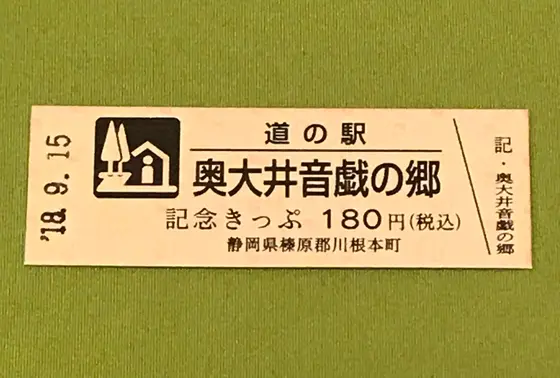 '18.9.15
道の駅
奥大井音戯の郷
記念きっぷ 180円(税込)
静岡県榛原郡川根本町
記・奥大井音戯の郷